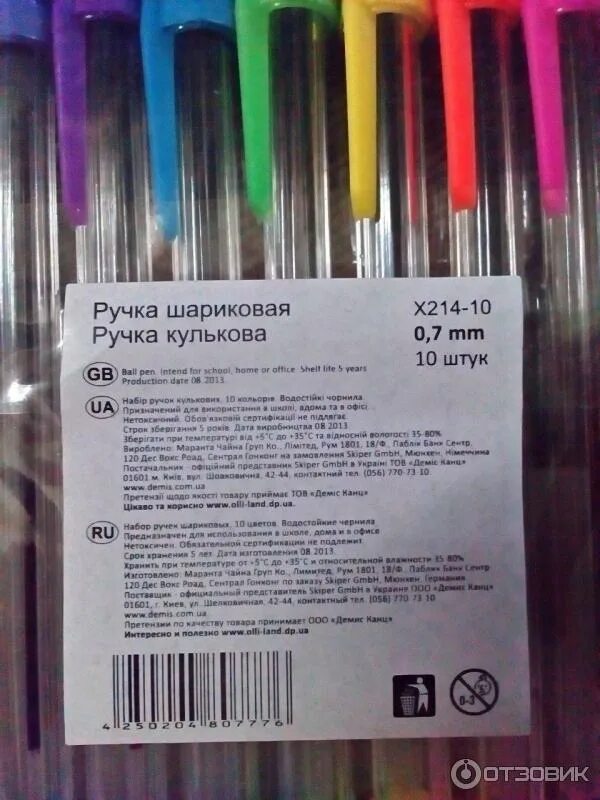 Ручка шариковая
Ручка кулькова
X214-10
0,7 mm
10 штук
GB Ball pen. Intend for school, home or office. Shelf life 5 years
Production date 08.2013.
UA Набір ручок кулькових, 10 кольорів. Водостійкі чорнила
Призначений для використання в школі, вдома та в офісі
Нетоксичний. Обов'язковій сертифікації не підлягає.
Строк зберігання 5 років. Дата виробництва 08 2013.
Зберігати при температурі від +5°С до +35°С та відносній вологості 35-80%
Вироблено: Маранта Чайна Груп Ко., Лімітед, Рум 1801, 18/Ф. Паблік Банк Сентр,
120 Дес Вокс Роад, Сентрал Гонконг на замовлення Skiper GmbH, Мюнхен, Німеччина
Постачальник - офіційний представник Skiper GmbH в Україні ТОВ «Деміс Канц»
01601 м. Київ, вул. Шовковична, 42-44, контактний тел. (056) 770 73-10
www.demis.com.ua
Претензії щодо якості товару приймає ТОВ «Деміс Канц»
Цікаво та корисно www.olli-land.dp.ua.
RU Набор ручек шариковых, 10 цветов. Водостойкие чернила
Предназначен для использования в школе, дома и в офисе
Нетоксичен. Обязательной сертификации не подлежит.
Срок хранения 5 лет. Дата изготовления 08 2013.
Хранить при температуре от +5°С до +35°С и относительной влажности 35 80%
Изготовлено: Маранта Чайна Груп Ко., Лимитед, Рум 1801, 18/Ф., Паблик Банк Сентр
120 Дес Вокс Роад, Сентрал Гонконг по заказу Skiper GmbH, Мюнхен, Германия
Поставщик - официальный представитель Skiper GmbH в Украине ООО «Демис Канц»
01601, г. Киев, ул. Шелковичная, 42-44, контактный тел. (056) 770 73 10
www.demis.com.ua
Претензии по качеству товара принимает ООО «Демис Канц»
Интересно и полезно www.olli-land.dp.ua
4 250204 807776
0-3
ОТЗОВИК